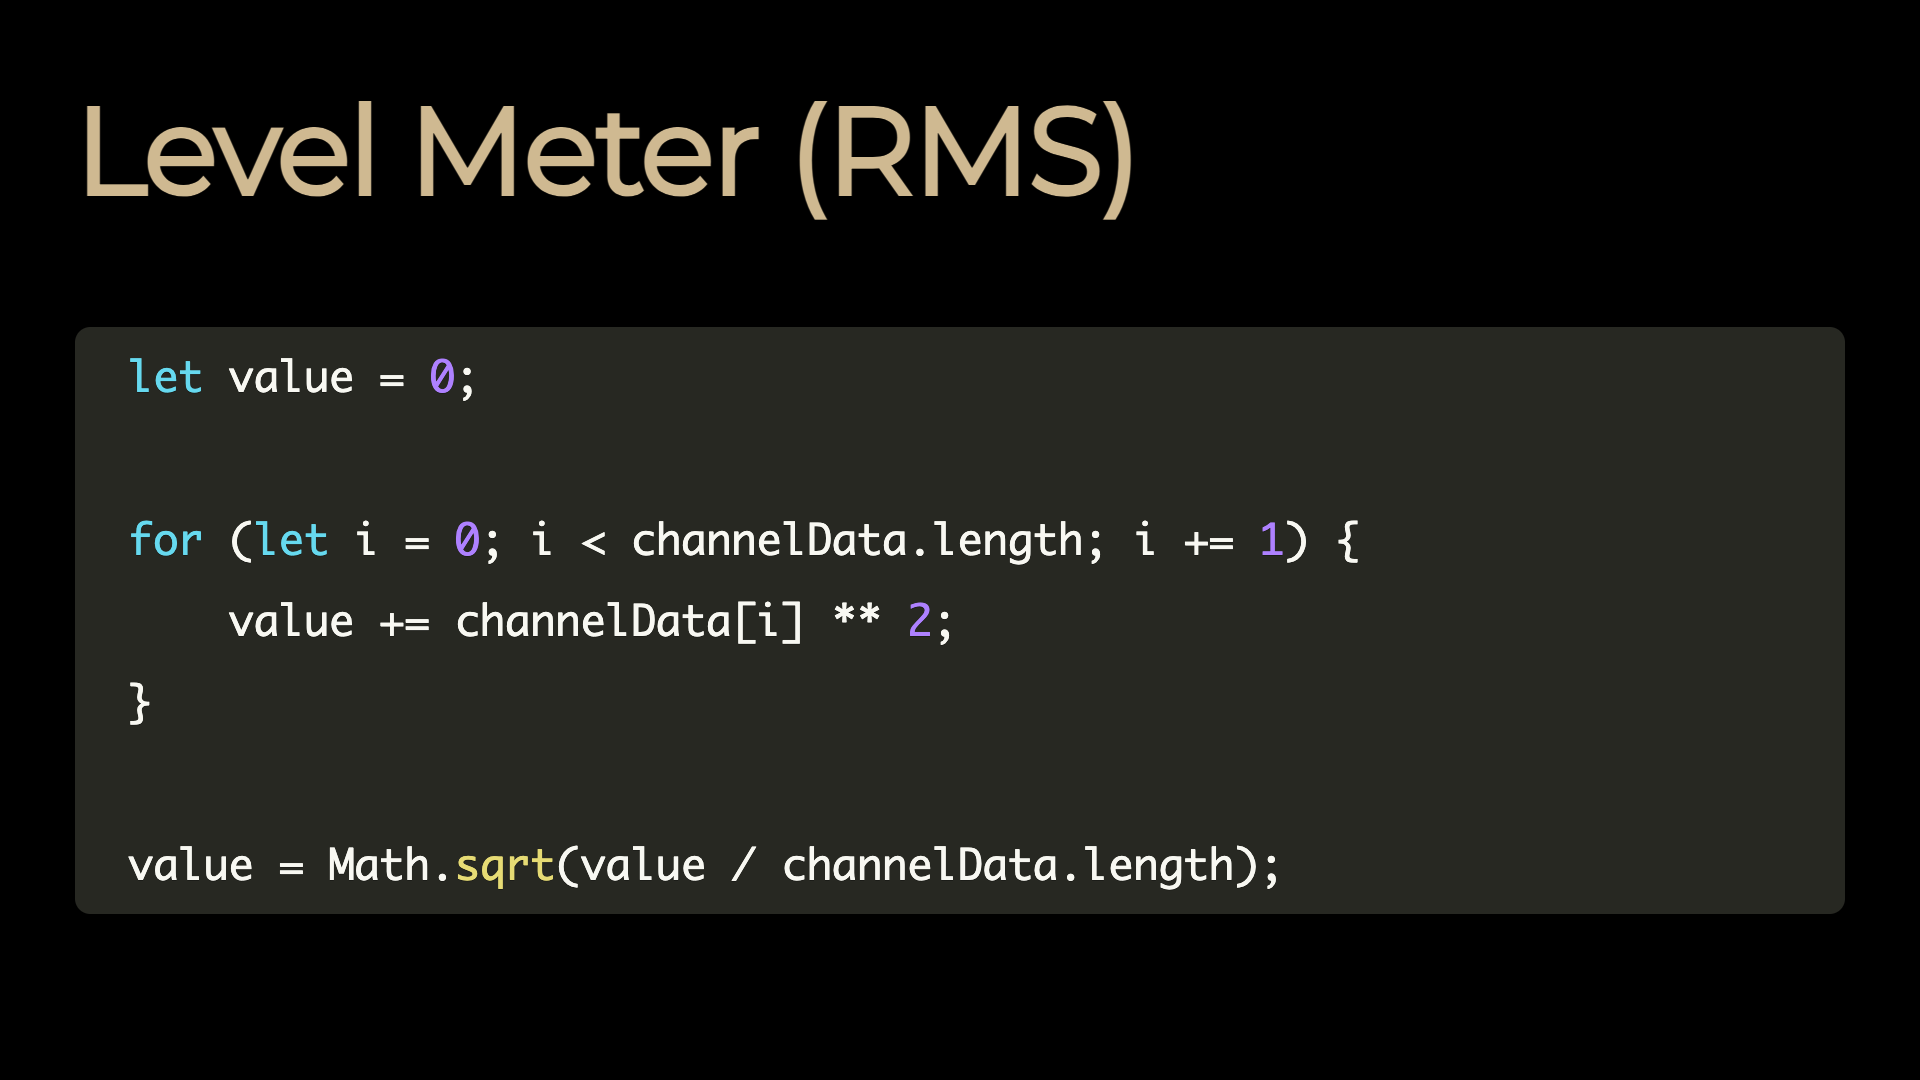 Level Meter (RMS)
let value = 0;
for (let i = 0; i < channelData.length; i += 1) {
    value += channelData[i] ** 2;
}
value = Math.sqrt(value / channelData.length);